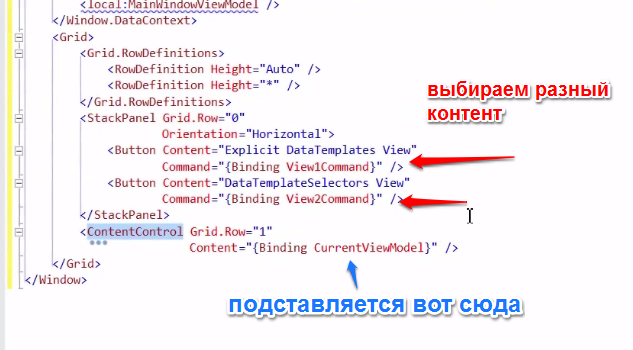 <local:MainWindowViewModel />
</Window.DataContext>
<Grid>
<Grid.RowDefinitions>
<RowDefinition Height="Auto" />
<RowDefinition Height="*" />
</Grid.RowDefinitions>
<StackPanel Grid.Row="0"
Orientation="Horizontal">
<Button Content="Explicit DataTemplates View"
Command="{Binding View1Command}" />
<Button Content="DataTemplateSelectors View"
Command="{Binding View2Command}" />
</StackPanel>
<ContentControl Grid.Row="1"
Content="{Binding CurrentViewModel}" />
</Grid>
</Window>
выбираем разный
контент
подставляется вот сюда